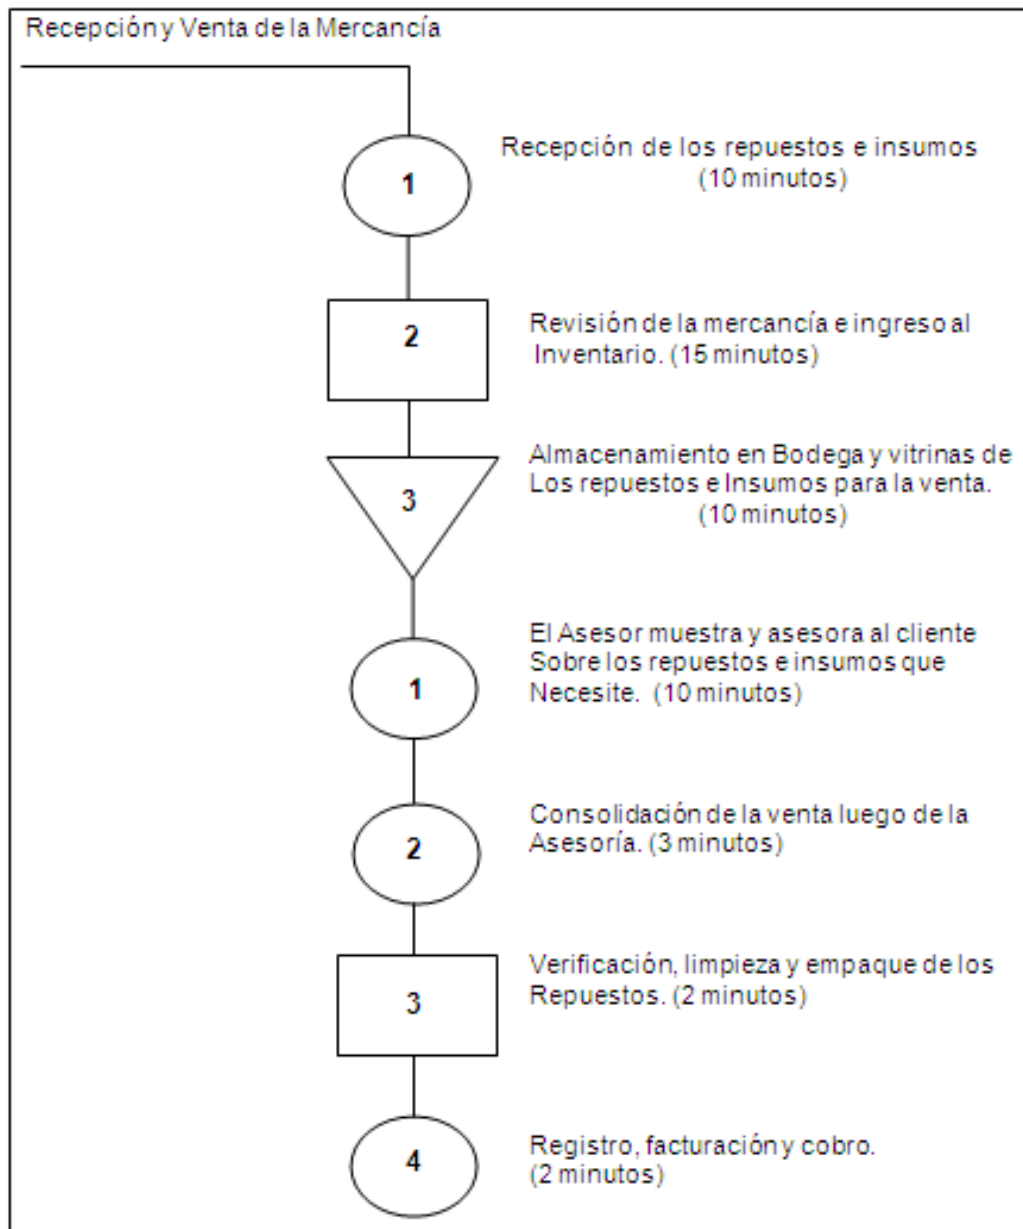 Recepción y Venta de la Mercancía
1
Recepción de los repuestos e insumos
(10 minutos)
2
Revisión de la mercancía e ingreso al
Inventario. (15 minutos)
3
Almacenamiento en Bodega y vitrinas de
Los repuestos e Insumos para la venta.
(10 minutos)
1
El Asesor muestra y asesora al cliente
Sobre los repuestos e insumos que
Necesite. (10 minutos)
2
Consolidación de la venta luego de la
Asesoría. (3 minutos)
3
Verificación, limpieza y empaque de los
Repuestos. (2 minutos)
4
Registro, facturación y cobro.
(2 minutos)